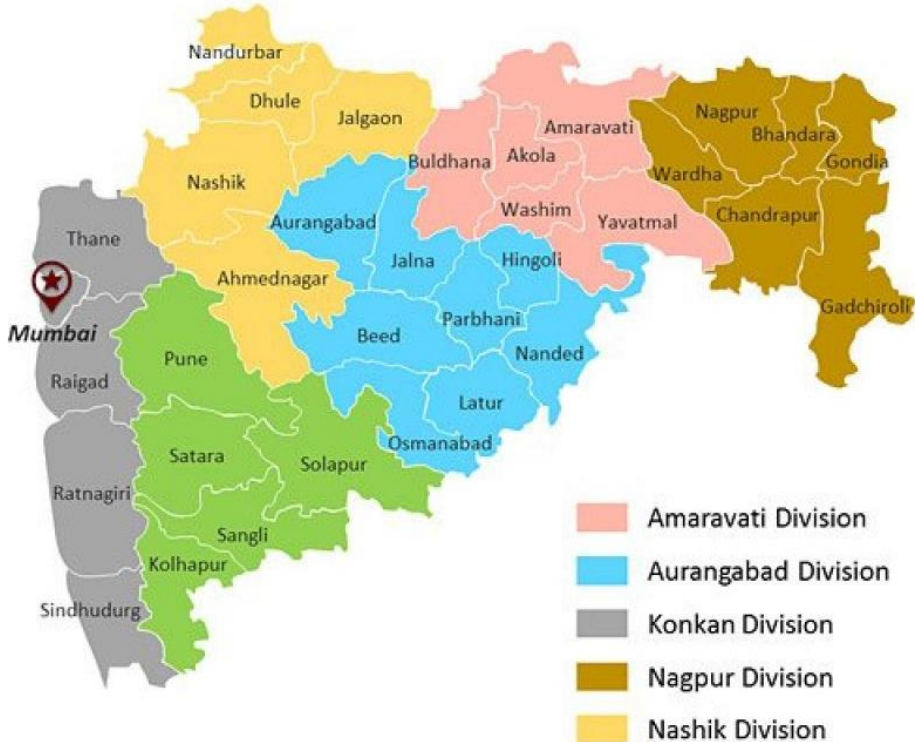 Nandurbar
Dhule
Jalgaon
Nashik
Ahmednagar
Buldhana
Akola
Amaravati
Washim
Yavatmal
Nagpur
Bhandara
Gondia
Wardha
Chandrapur
Gadchiroli
Aurangabad
Jalna
Hingoli
Parbhani
Beed
Nanded
Latur
Osmanabad
Thane
Mumbai
Raigad
Ratnagiri
Sindhudurg
Pune
Satara
Solapur
Sangli
Kolhapur
Amaravati Division
Aurangabad Division
Konkan Division
Nagpur Division
Nashik Division